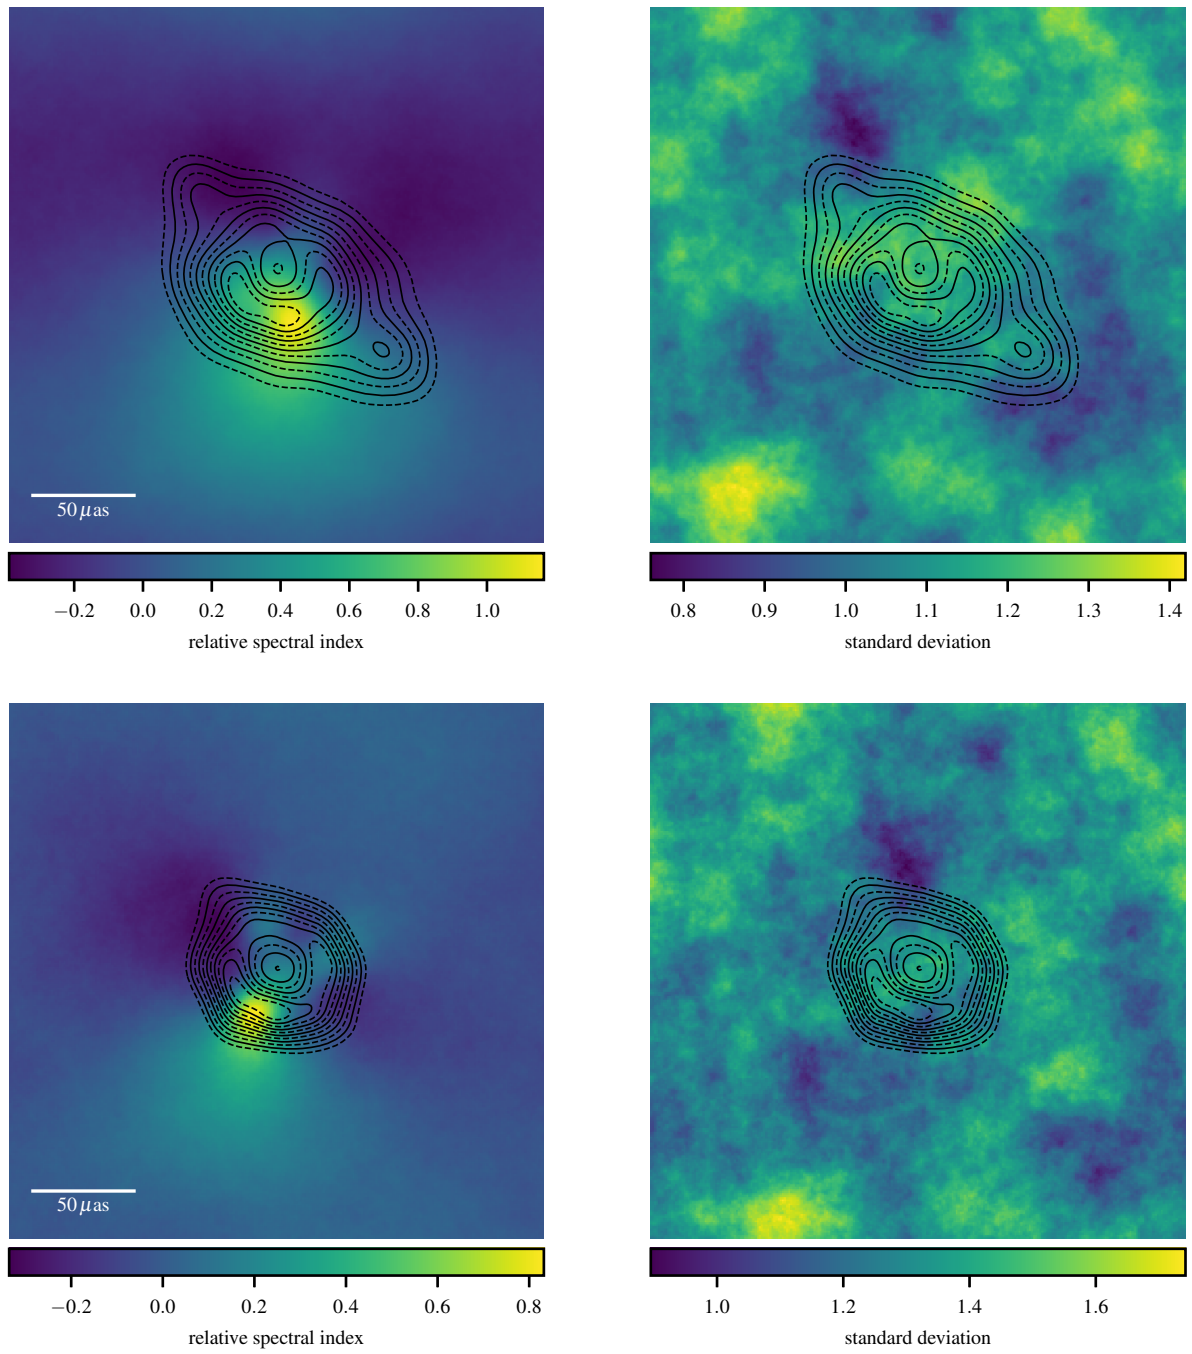 50 μas
−0.2 0.0 0.2 0.4 0.6 0.8 1.0
relative spectral index
0.8 0.9 1.0 1.1 1.2 1.3 1.4
standard deviation
50 μas
−0.2 0.0 0.2 0.4 0.6 0.8
relative spectral index
1.0 1.2 1.4 1.6
standard deviation